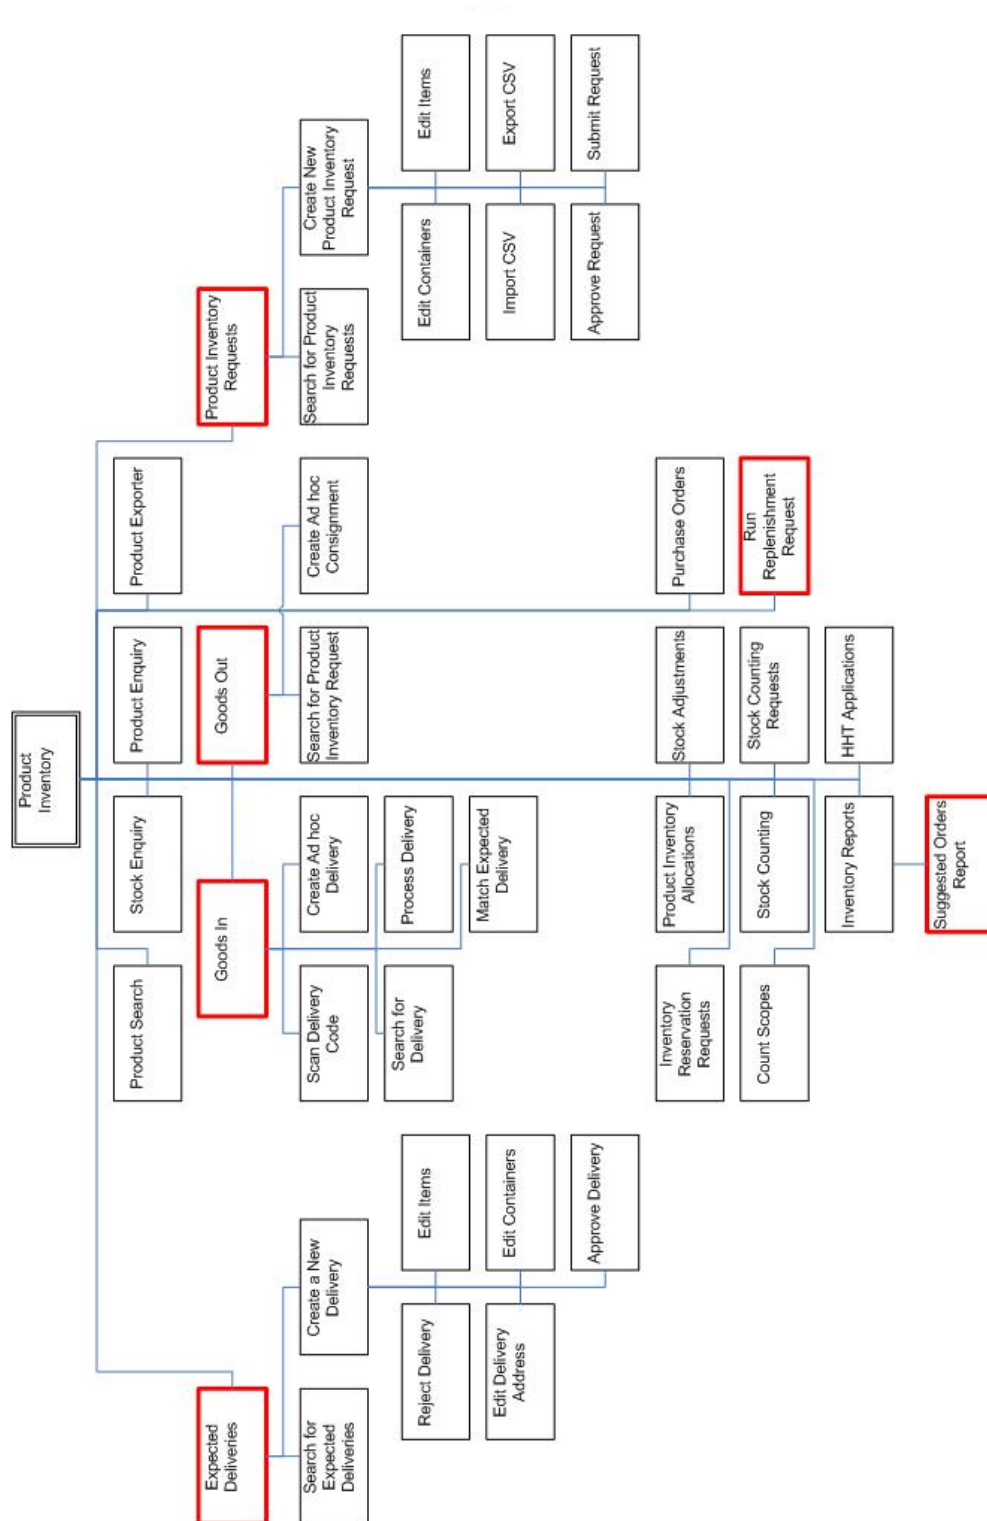 Product
Inventory
Product Search
Stock Enquiry
Product Enquiry
Product Exporter
Expected
Deliveries
Goods In
Goods Out
Product Inventory
Requests
Search for
Expected
Deliveries
Create a New
Delivery
Scan Delivery
Code
Create Ad hoc
Delivery
Search for Product
Inventory Request
Create Ad hoc
Consignment
Search for Product
Inventory
Requests
Create New
Product Inventory
Request
Search for
Delivery
Process Delivery
Reject Delivery
Edit Items
Match Expected
Delivery
Edit Containers
Edit Items
Edit Delivery
Address
Edit Containers
Import CSV
Export CSV
Approve Delivery
Approve Request
Submit Request
Inventory
Reservation
Requests
Product Inventory
Allocations
Stock Adjustments
Purchase Orders
Count Scopes
Stock Counting
Stock Counting
Requests
Run
Replenishment
Request
Inventory Reports
HHT Applications
Suggested Orders
Report